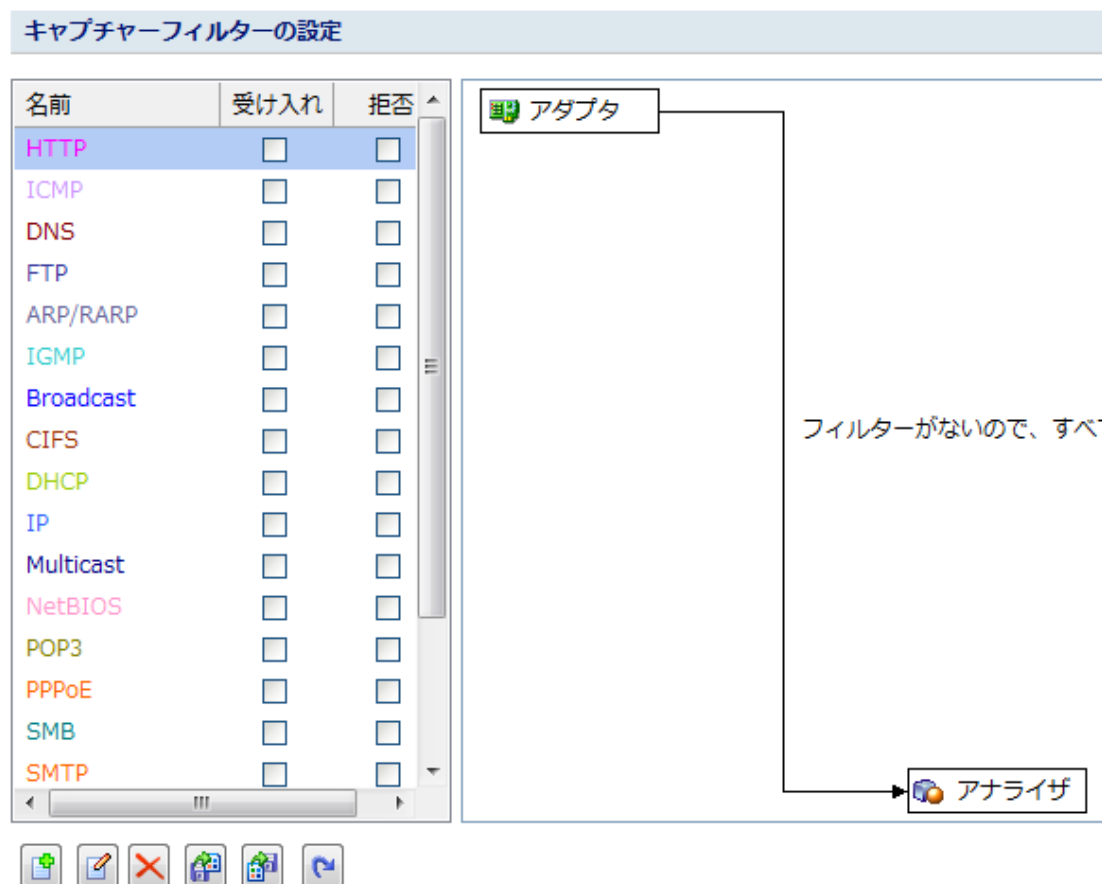 キャプチャーフィルターの設定
名前 受け入れ 拒否
HTTP
ICMP
DNS
FTP
ARP/RARP
IGMP
Broadcast
CIFS
DHCP
IP
Multicast
NetBIOS
POP3
PPPoE
SMB
SMTP
アダプタ
フィルターがないので、すべ
アナライザ